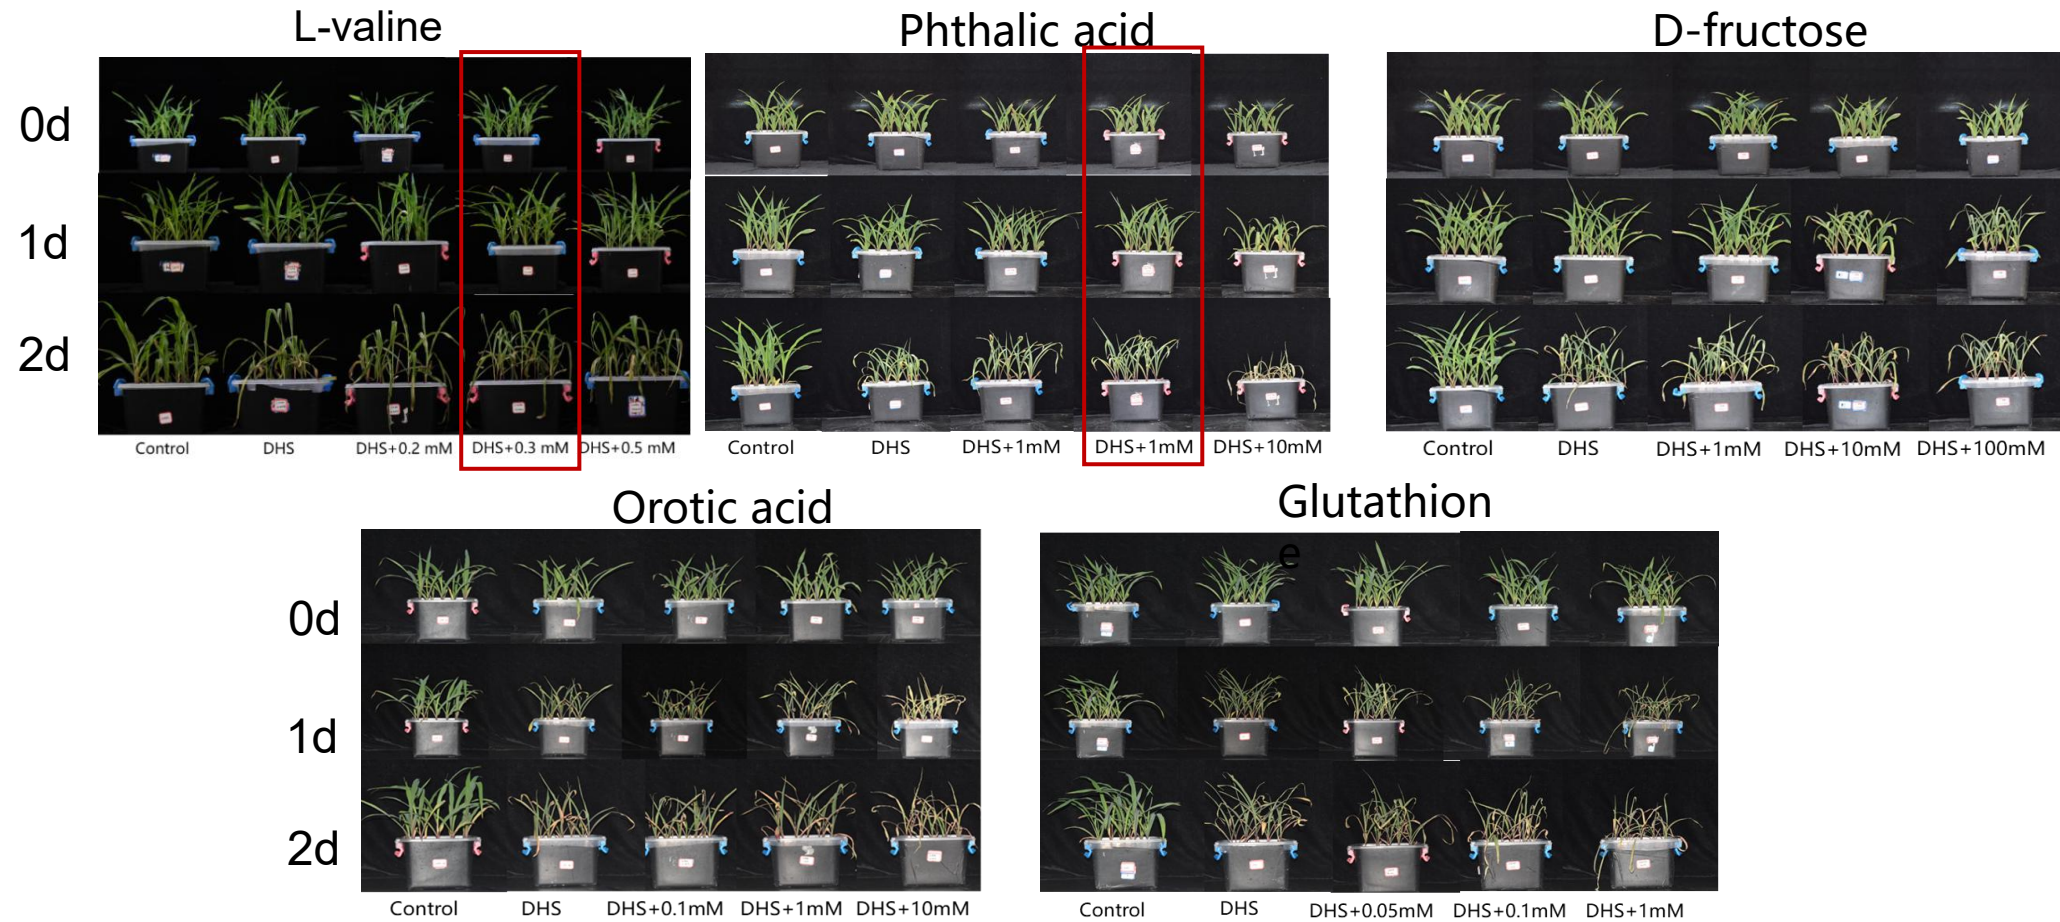 L-valine
Phthalic acid
D-fructose
0d
1d
2d
Control DHS DHS+0.2 mM DHS+0.3 mM DHS+0.5 mM
Control DHS DHS+1mM DHS+1mM DHS+10mM
Control DHS DHS+1mM DHS+10mM DHS+100mM
Orotic acid
Glutathion
e
0d
1d
2d
Control DHS DHS+0.1mM DHS+1mM DHS+10mM
Control DHS DHS+0.05mM DHS+0.1mM DHS+1mM